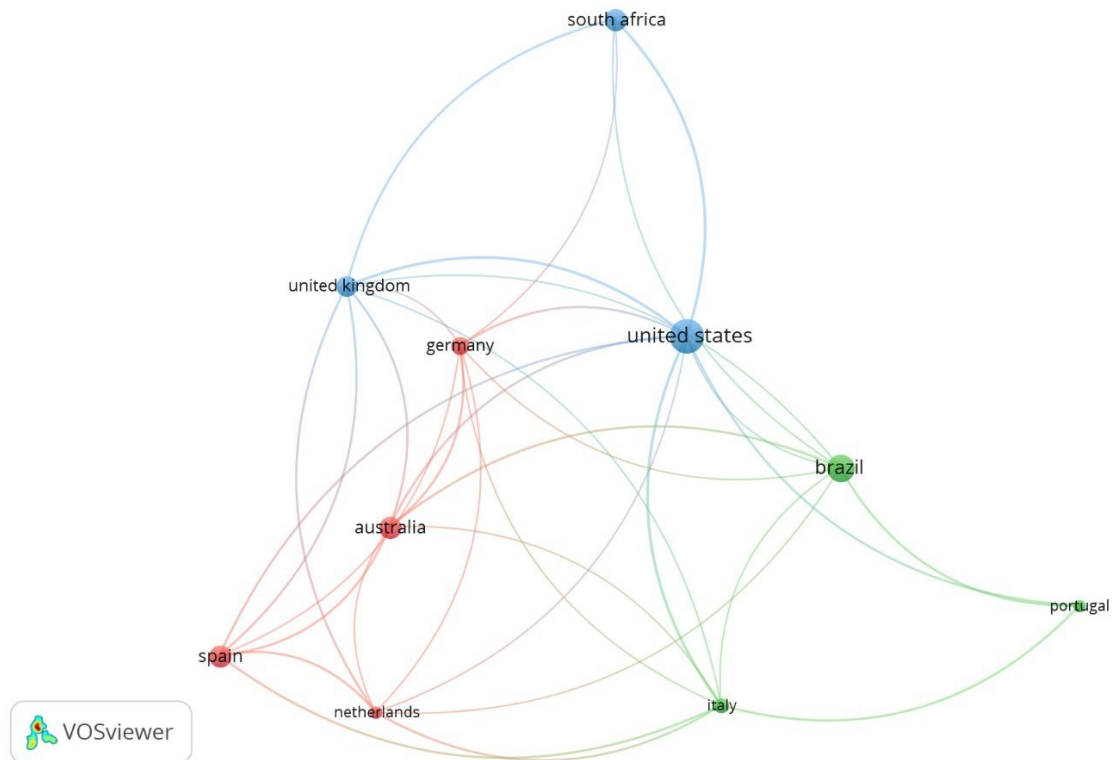 south africa
united kingdom
germany
united states
brazil
australia
portugal
spain
netherlands
italy
VOSviewer